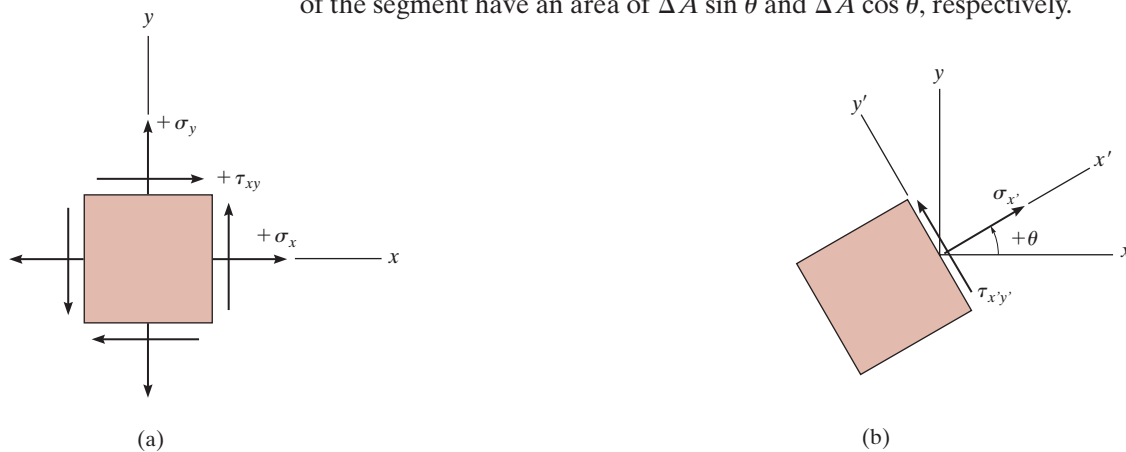 of the segment have an area of ΔA sin θ and ΔA cos θ, respectively.
y
+σy
+τxy
+σx
x
(a)
y
y′
x′
σx′
+θ
x
τx′y′
(b)